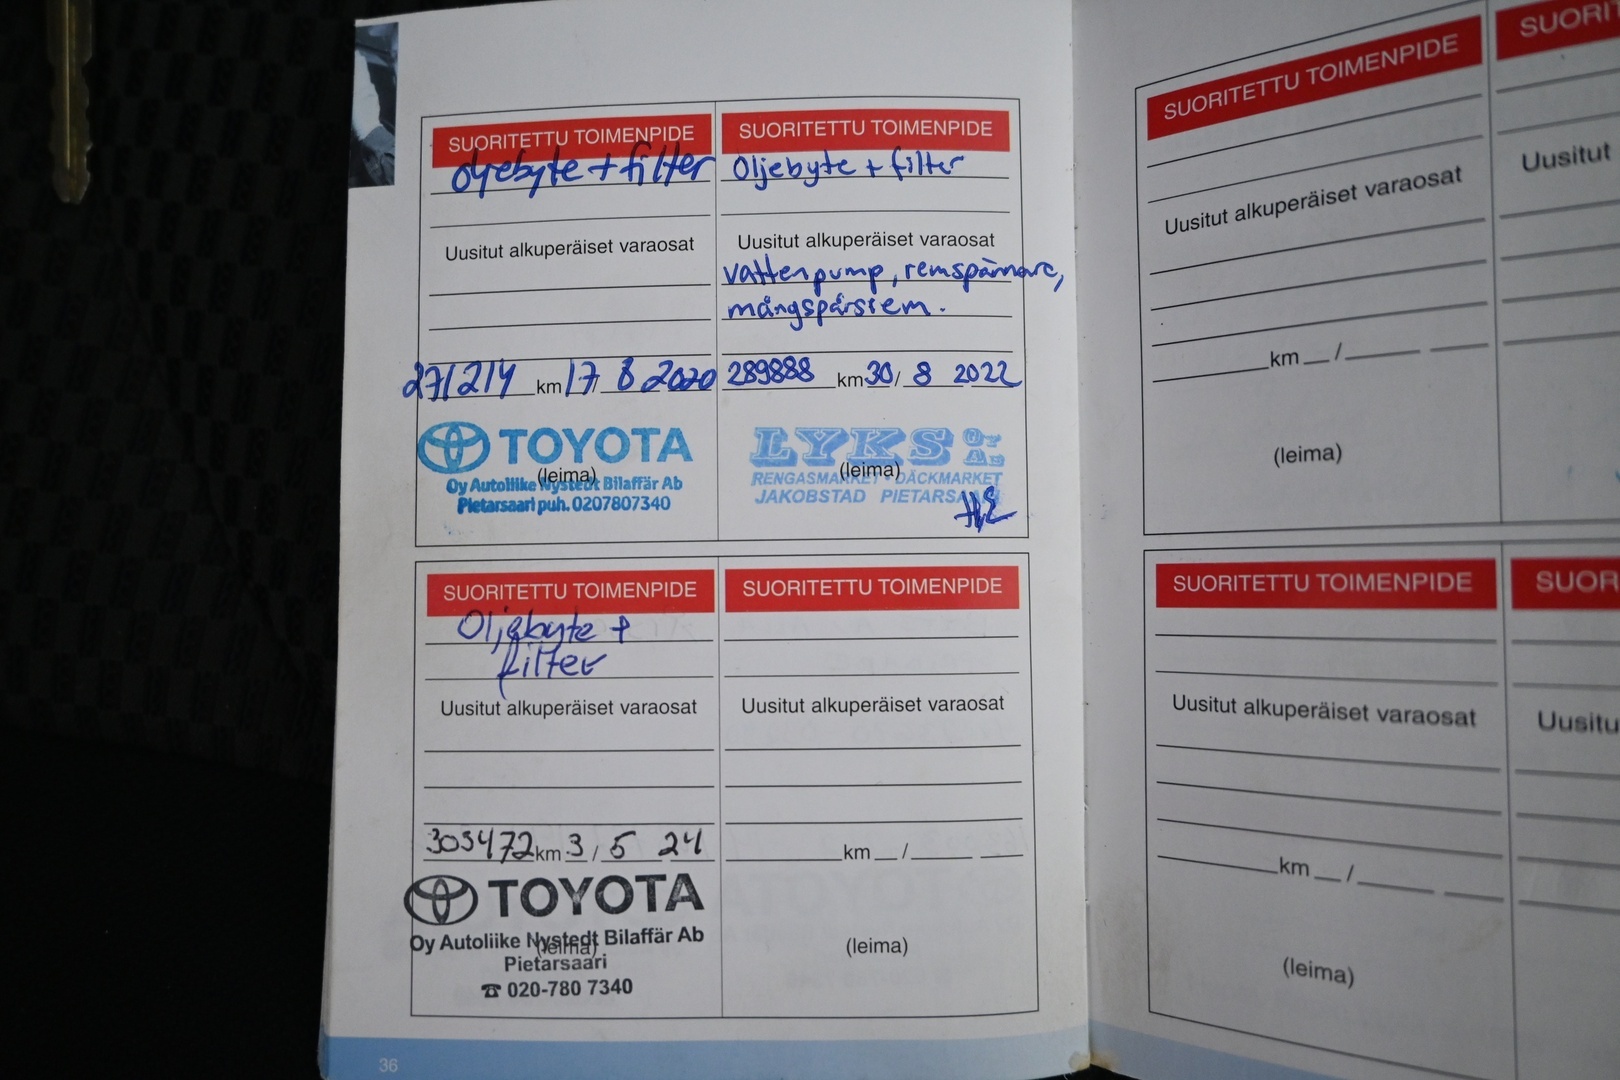 SUORITETTU TOIMENPIDE
Oljebyte + filter
Uusitut alkuperäiset varaosat
271214 km 17/ 8 2020
TOYOTA
(leima)
Oy Autoliike Nystedt Bilaffär Ab
Pietarsaari puh. 0207807340
SUORITETTU TOIMENPIDE
Oljebyte + filter
Uusitut alkuperäiset varaosat
vattenpump, remspännare,
mångspårsrem.
289888 km 30/ 8 2022
LYKS Oy Ab
(leima)
RENGASMARKET - DÄCKMARKET
JAKOBSTAD PIETARSAARI
SUORITETTU TOIMENPIDE
Oljebyte +
filter
Uusitut alkuperäiset varaosat
303472 km 3 / 5 24
TOYOTA
Oy Autoliike Nystedt Bilaffär Ab
(leima)
Pietarsaari
☎ 020-780 7340
SUORITETTU TOIMENPIDE
Uusitut alkuperäiset varaosat
km /
(leima)
36
SUORITETTU TOIMENPIDE
Uusitut alkuperäiset varaosat
km /
(leima)
SUORIT
Uusitut
SUORITETTU TOIMENPIDE
Uusitut alkuperäiset varaosat
km /
(leima)
SUOR
Uusitu